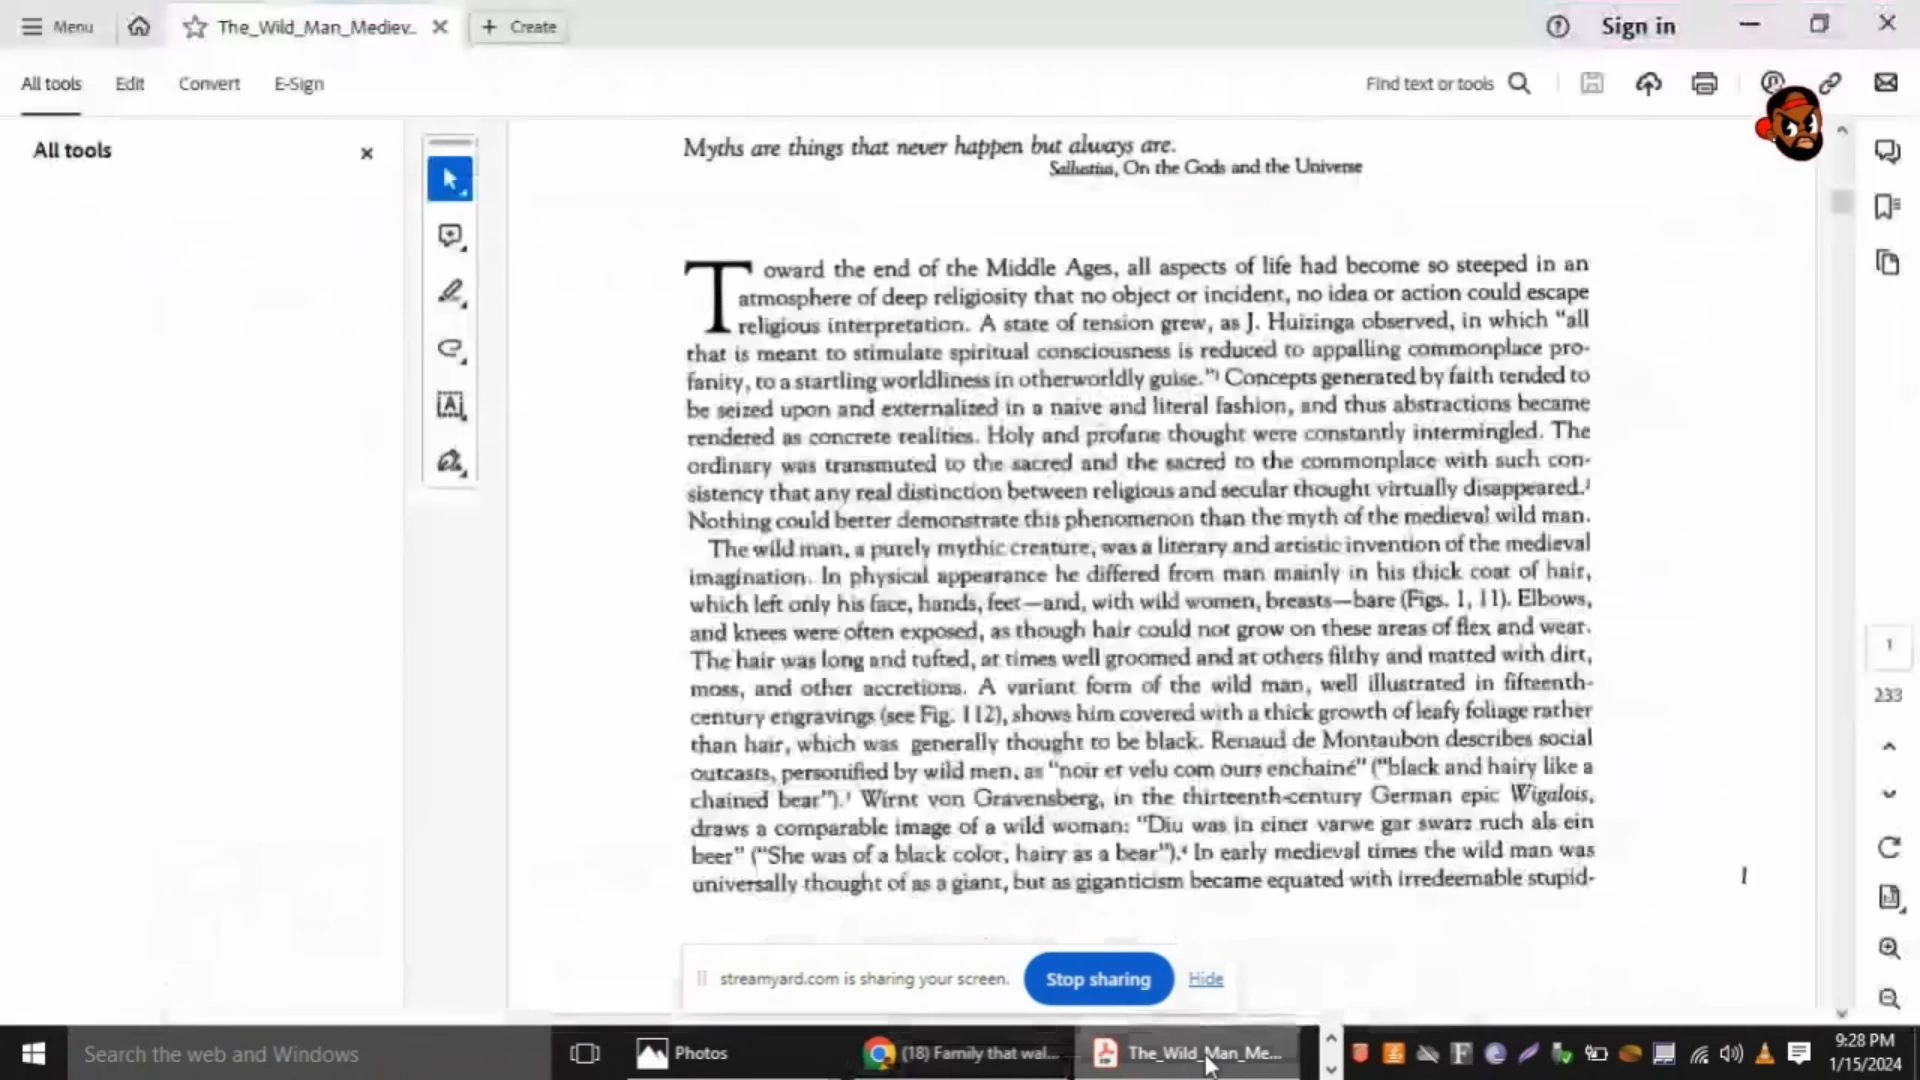 Menu
The_Wild_Man_Mediev..
Create
Sign in
All tools
Edit
Convert
E-Sign
Find text or tools
All tools
Myths are things that never happen but always are.
Sallustius, On the Gods and the Universe
Toward the end of the Middle Ages, all aspects of life had become so steeped in an
atmosphere of deep religiosity that no object or incident, no idea or action could escape
religious interpretation. A state of tension grew, as J. Huizinga observed, in which "all
that is meant to stimulate spiritual consciousness is reduced to appalling commonplace pro-
fanity, to a startling worldliness in otherworldly guise."¹ Concepts generated by faith tended to
be seized upon and externalized in a naive and literal fashion, and thus abstractions became
rendered as concrete realities. Holy and profane thought were constantly intermingled. The
ordinary was transmuted to the sacred and the sacred to the commonplace with such con-
sistency that any real distinction between religious and secular thought virtually disappeared.²
Nothing could better demonstrate this phenomenon than the myth of the medieval wild man.
The wild man, a purely mythic creature, was a literary and artistic invention of the medieval
imagination. In physical appearance he differed from man mainly in his thick coat of hair,
which left only his face, hands, feet—and, with wild women, breasts—bare (Figs. 1, 11). Elbows,
and knees were often exposed, as though hair could not grow on these areas of flex and wear.
The hair was long and tufted, at times well groomed and at others filthy and matted with dirt,
moss, and other accretions. A variant form of the wild man, well illustrated in fifteenth-
century engravings (see Fig. 112), shows him covered with a thick growth of leafy foliage rather
than hair, which was generally thought to be black. Renaud de Montaubon describes social
outcasts, personified by wild men, as "noir et velu com ours enchainé" ("black and hairy like a
chained bear").³ Wirnt von Gravensberg, in the thirteenth-century German epic Wigalois,
draws a comparable image of a wild woman: "Diu was in einer varwe gar swarz ruch als ein
beer" ("She was of a black color, hairy as a bear").⁴ In early medieval times the wild man was
universally thought of as a giant, but as giganticism became equated with irredeemable stupid-
1
1
233
streamyard.com is sharing your screen.
Stop sharing
Hide
Search the web and Windows
Photos
(18) Family that wal...
The_Wild_Man_Me...
9:28 PM
1/15/2024